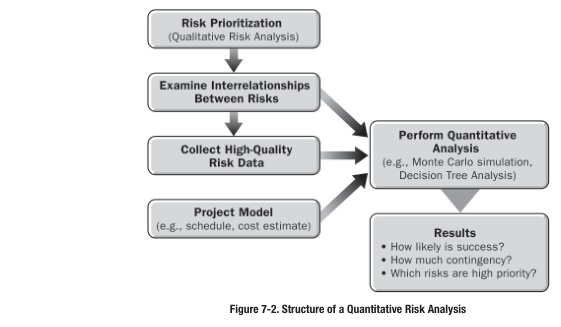 Risk Prioritization
(Qualitative Risk Analysis)
Examine Interrelationships
Between Risks
Collect High-Quality
Risk Data
Project Model
(e.g., schedule, cost estimate)
Perform Quantitative
Analysis
(e.g., Monte Carlo simulation,
Decision Tree Analysis)
Results
• How likely is success?
• How much contingency?
• Which risks are high priority?
Figure 7-2. Structure of a Quantitative Risk Analysis